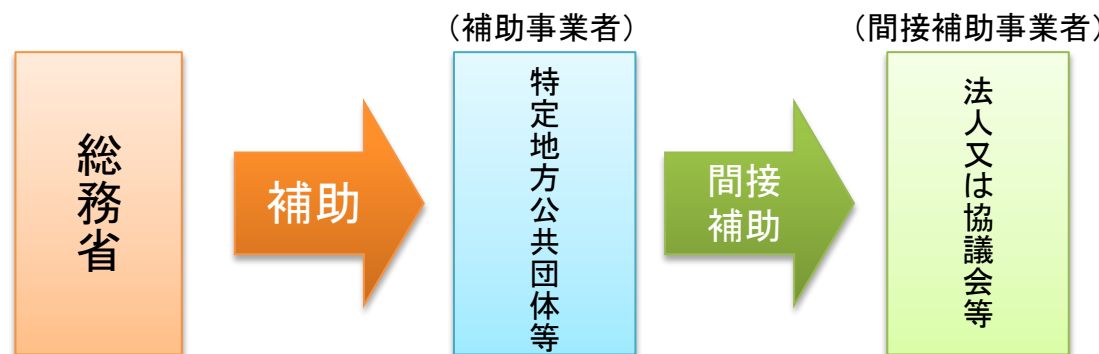 総務省
補助
（補助事業者）
特定地方公共団体等
間接
補助
（間接補助事業者）
法人又は協議会等